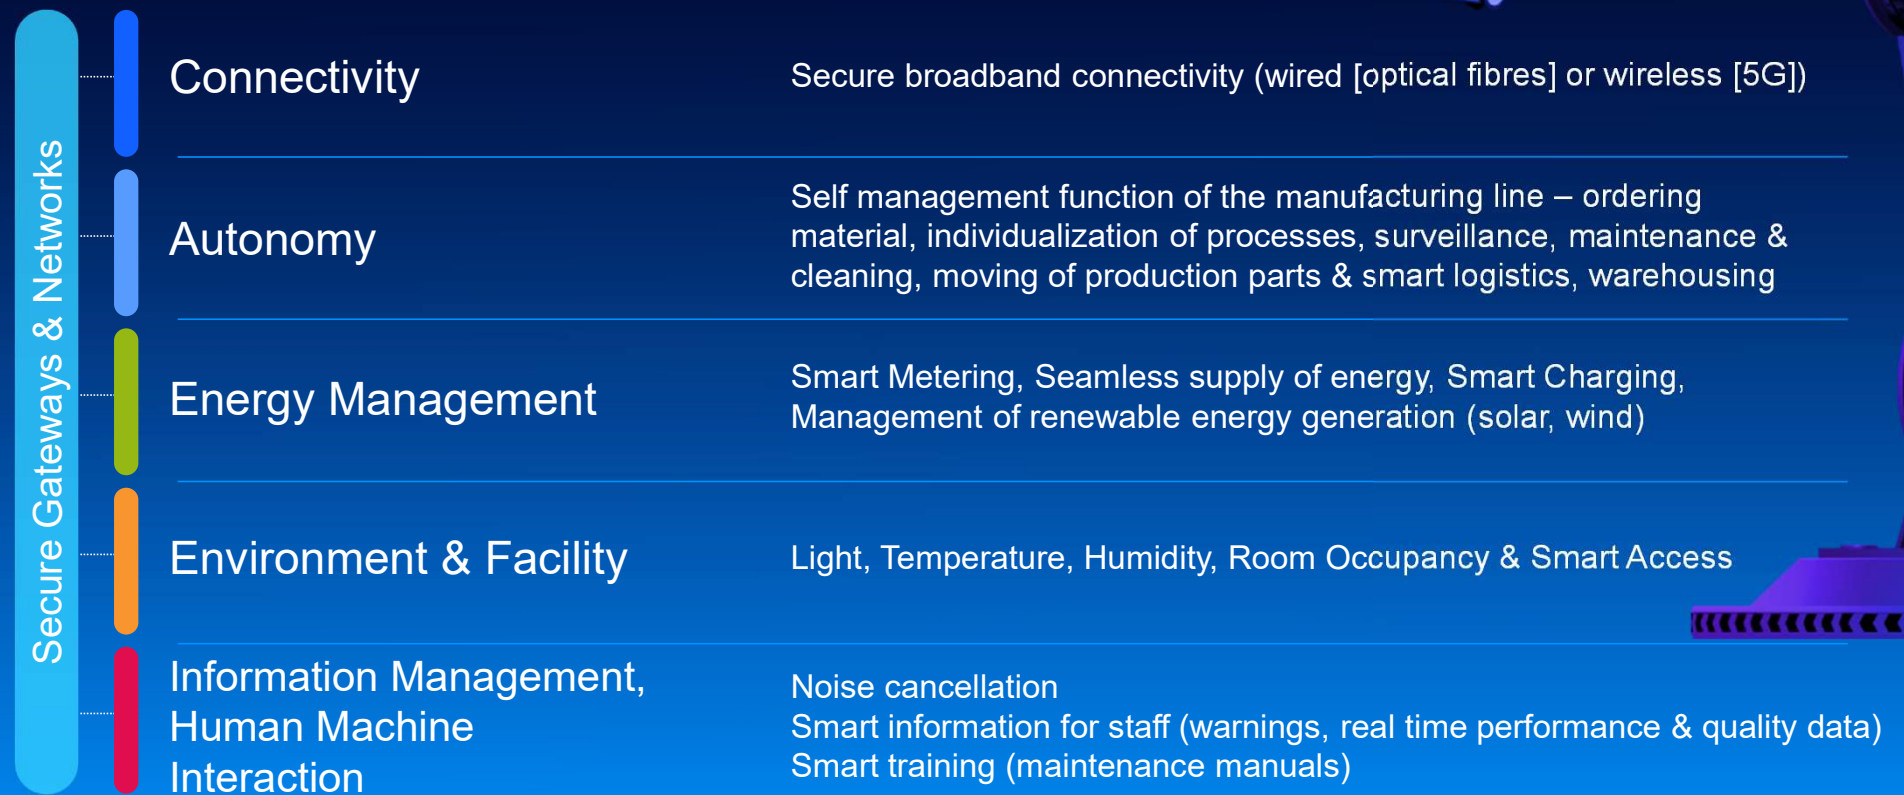 Secure Gateways & Networks
Connectivity
Secure broadband connectivity (wired [optical fibres] or wireless [5G])
Autonomy
Self management function of the manufacturing line – ordering
material, individualization of processes, surveillance, maintenance &
cleaning, moving of production parts & smart logistics, warehousing
Energy Management
Smart Metering, Seamless supply of energy, Smart Charging,
Management of renewable energy generation (solar, wind)
Environment & Facility
Light, Temperature, Humidity, Room Occupancy & Smart Access
Information Management,
Human Machine
Interaction
Noise cancellation
Smart information for staff (warnings, real time performance & quality data)
Smart training (maintenance manuals)